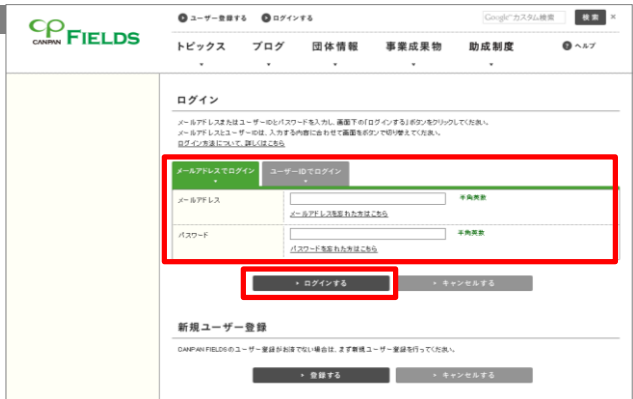 CANPAN FIELDS
ユーザー登録する ログインする
Google™カスタム検索 検索 ×
トピックス ブログ 団体情報 事業成果物 助成制度 ? ヘルプ
ログイン
メールアドレスまたはユーザーIDとパスワードを入力し、画面下の「ログインする」ボタンをクリックしてください。
メールアドレスとユーザーIDは、入力する内容に合わせて画面をボタンで切り替えてください。
ログイン方法について、詳しくはこちら
メールアドレスでログイン ユーザーIDでログイン
メールアドレス 半角英数
メールアドレスを忘れた方はこちら
パスワード 半角英数
パスワードを忘れた方はこちら
ログインする キャンセルする
新規ユーザー登録
CANPAN FIELDSのユーザー登録がお済でない場合は、まず新規ユーザー登録を行ってください。
登録する キャンセルする